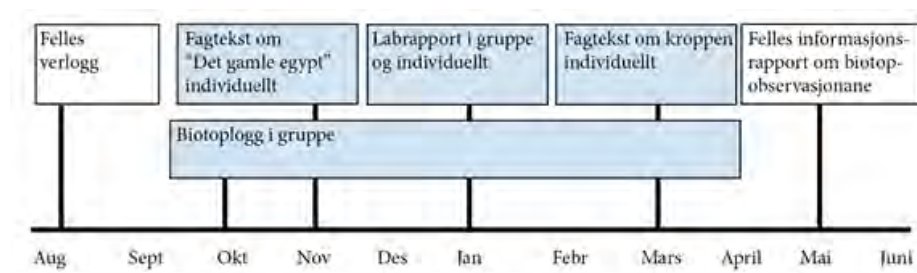 Felles
verlogg
Fagtekst om
"Det gamle egypt"
individuellt
Labrapport i gruppe
og individuellt
Fagtekst om kroppen
individuellt
Felles informasjons-
rapport om biotop-
observasjonane
Biotoplogg i gruppe
Aug Sept Okt Nov Des Jan Febr Mars April Mai Juni